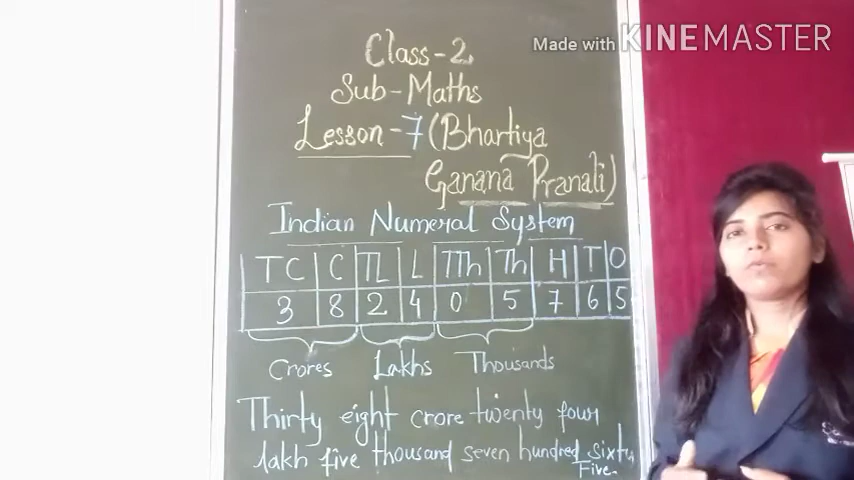 Made with KINEMASTER
Class-2
Sub-Maths
Lesson-7 (Bhartiya
Ganana Pranali)
Indian Numeral System
TC C TL L TTh Th H T O
3 8 2 4 0 5 7 6 5
Crores Lakhs Thousands
Thirty eight crore twenty four
lakh five thousand seven hundred sixty
Five.